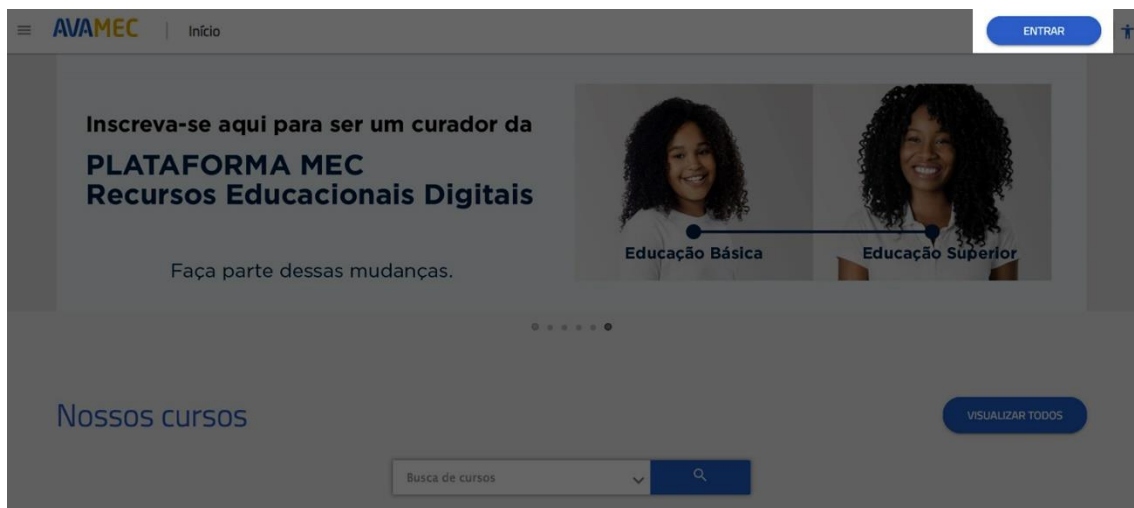 AVAMEC
Início
ENTRAR
Inscreva-se aqui para ser um curador da
PLATAFORMA MEC
Recursos Educacionais Digitais
Faça parte dessas mudanças.
Educação Básica
Educação Superior
Nossos cursos
VISUALIZAR TODOS
Busca de cursos